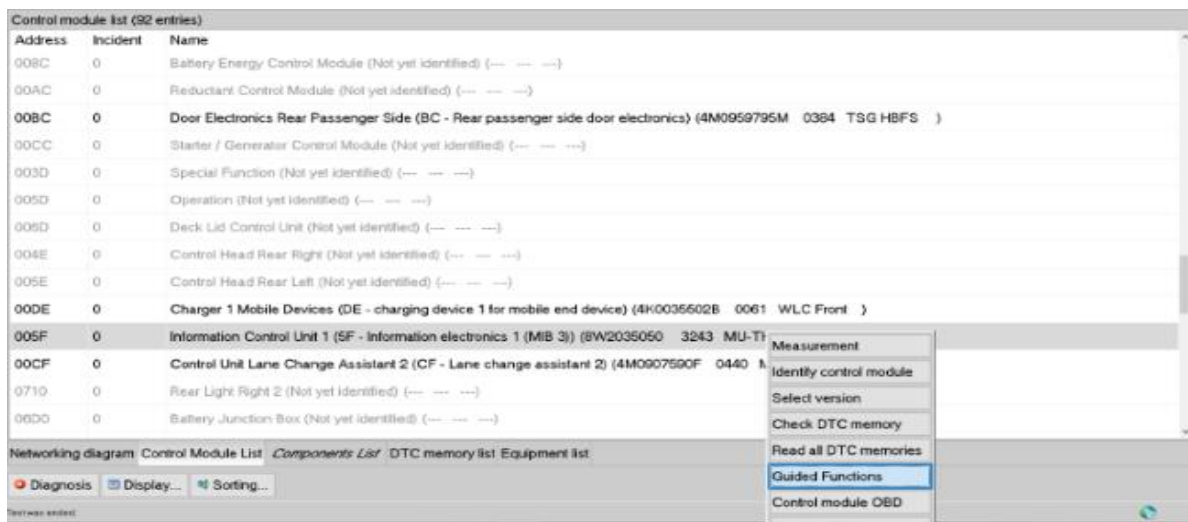 Control module list (92 entries)
Address Incident Name
008C 0 Battery Energy Control Module (Not yet identified) (--- --- ---)
00AC 0 Reductant Control Module (Not yet identified) (--- --- ---)
00BC 0 Door Electronics Rear Passenger Side (BC - Rear passenger side door electronics) (4M0959795M 0384 TSG HBFS )
00CC 0 Starter / Generator Control Module (Not yet identified) (--- --- ---)
003D 0 Special Function (Not yet identified) (--- --- ---)
005D 0 Operation (Not yet identified) (--- --- ---)
006D 0 Deck Lid Control Unit (Not yet identified) (--- --- ---)
004E 0 Control Head Rear Right (Not yet identified) (--- --- ---)
005E 0 Control Head Rear Left (Not yet identified) (--- --- ---)
00DE 0 Charger 1 Mobile Devices (DE - charging device 1 for mobile end device) (4K0035502B 0061 WLC Front )
005F 0 Information Control Unit 1 (5F - Information electronics 1 (MIB 3)) (8W2035050 3243 MU-TH
00CF 0 Control Unit Lane Change Assistant 2 (CF - Lane change assistant 2) (4M0907590F 0440
0710 0 Rear Light Right 2 (Not yet identified) (--- --- ---)
06D0 0 Battery Junction Box (Not yet identified) (--- --- ---)
Measurement
Identify control module
Select version
Check DTC memory
Read all DTC memories
Guided Functions
Control module OBD
Networking diagram Control Module List Components List DTC memory list Equipment list
Diagnosis Display... Sorting...
Test was ended.